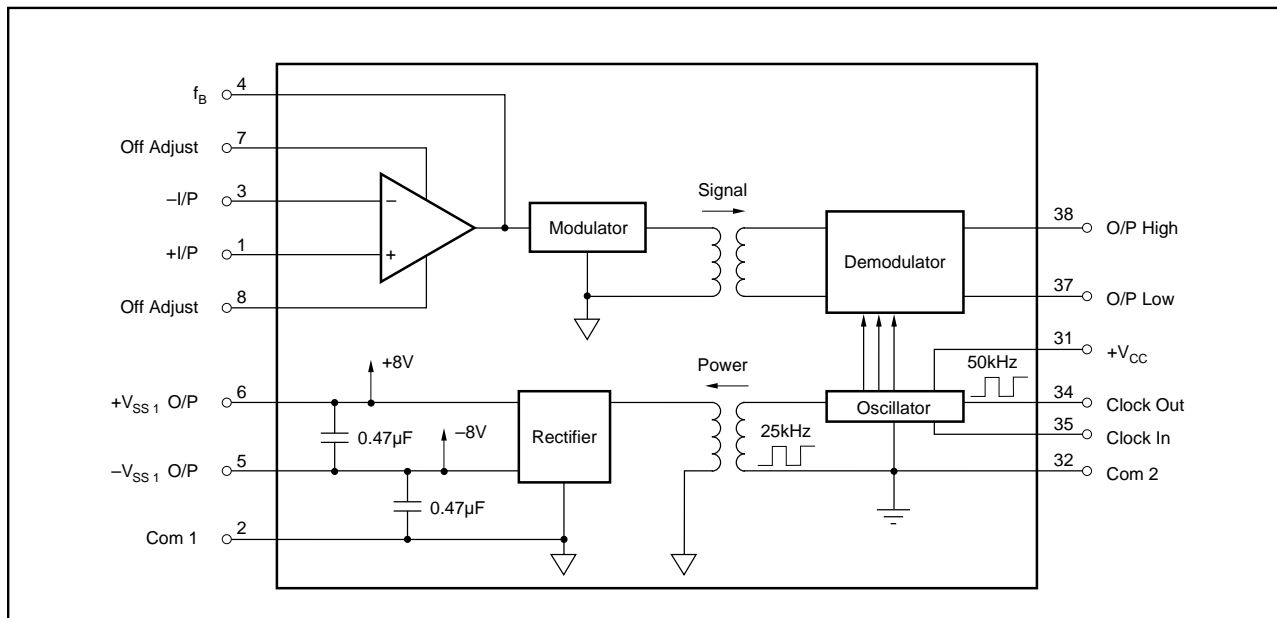 f_B 4
Off Adjust 7
–I/P 3
+I/P 1
Off Adjust 8
–
+
Modulator
Signal
Demodulator
38 O/P High
37 O/P Low
31 +V_CC
50kHz
34 Clock Out
35 Clock In
32 Com 2
Oscillator
Power
25kHz
+8V
+V_SS 1 O/P 6
0.47µF
–8V
Rectifier
–V_SS 1 O/P 5
0.47µF
Com 1 2